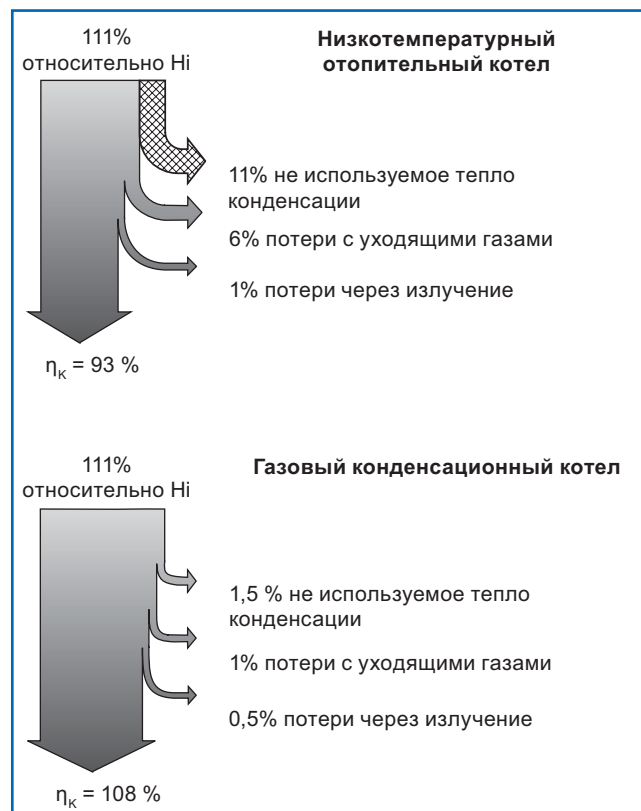 111%
относительно Hi
Низкотемпературный
отопительный котел
11% не используемое тепло
конденсации
6% потери с уходящими газами
1% потери через излучение
ηк = 93 %
111%
относительно Hi
Газовый конденсационный котел
1,5 % не используемое тепло
конденсации
1% потери с уходящими газами
0,5% потери через излучение
ηк = 108 %